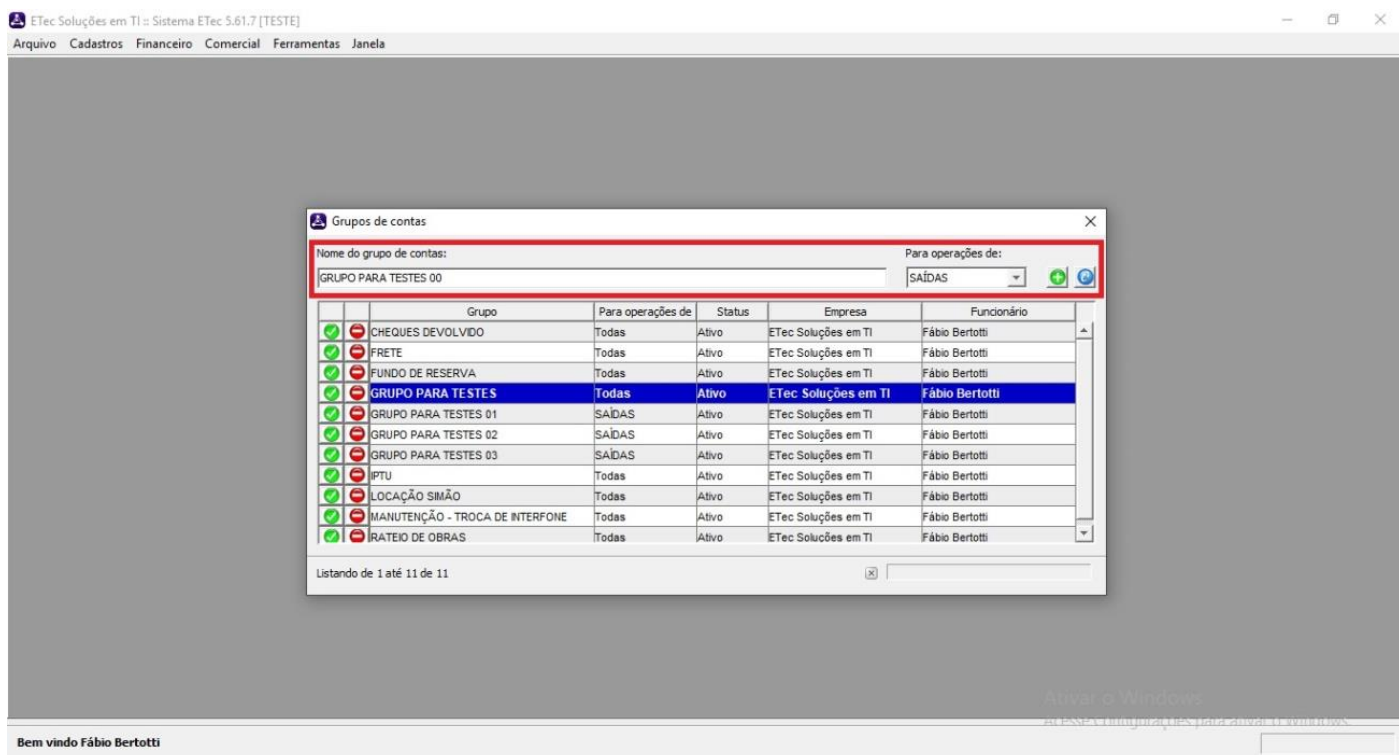 ETec Soluções em TI :: Sistema ETec 5.61.7 [TESTE]
Arquivo Cadastros Financeiro Comercial Ferramentas Janela
Grupos de contas
Nome do grupo de contas: Para operações de:
GRUPO PARA TESTES 00 SAÍDAS
Grupo Para operações de Status Empresa Funcionário
CHEQUES DEVOLVIDO Todas Ativo ETec Soluções em TI Fábio Bertotti
FRETE Todas Ativo ETec Soluções em TI Fábio Bertotti
FUNDO DE RESERVA Todas Ativo ETec Soluções em TI Fábio Bertotti
GRUPO PARA TESTES Todas Ativo ETec Soluções em TI Fábio Bertotti
GRUPO PARA TESTES 01 SAÍDAS Ativo ETec Soluções em TI Fábio Bertotti
GRUPO PARA TESTES 02 SAÍDAS Ativo ETec Soluções em TI Fábio Bertotti
GRUPO PARA TESTES 03 SAÍDAS Ativo ETec Soluções em TI Fábio Bertotti
IPTU Todas Ativo ETec Soluções em TI Fábio Bertotti
LOCAÇÃO SIMÃO Todas Ativo ETec Soluções em TI Fábio Bertotti
MANUTENÇÃO - TROCA DE INTERFONE Todas Ativo ETec Soluções em TI Fábio Bertotti
RATEIO DE OBRAS Todas Ativo ETec Soluções em TI Fábio Bertotti
Listando de 1 até 11 de 11
Ativar o Windows
Acesse Configurações para ativar o Windows.
Bem vindo Fábio Bertotti